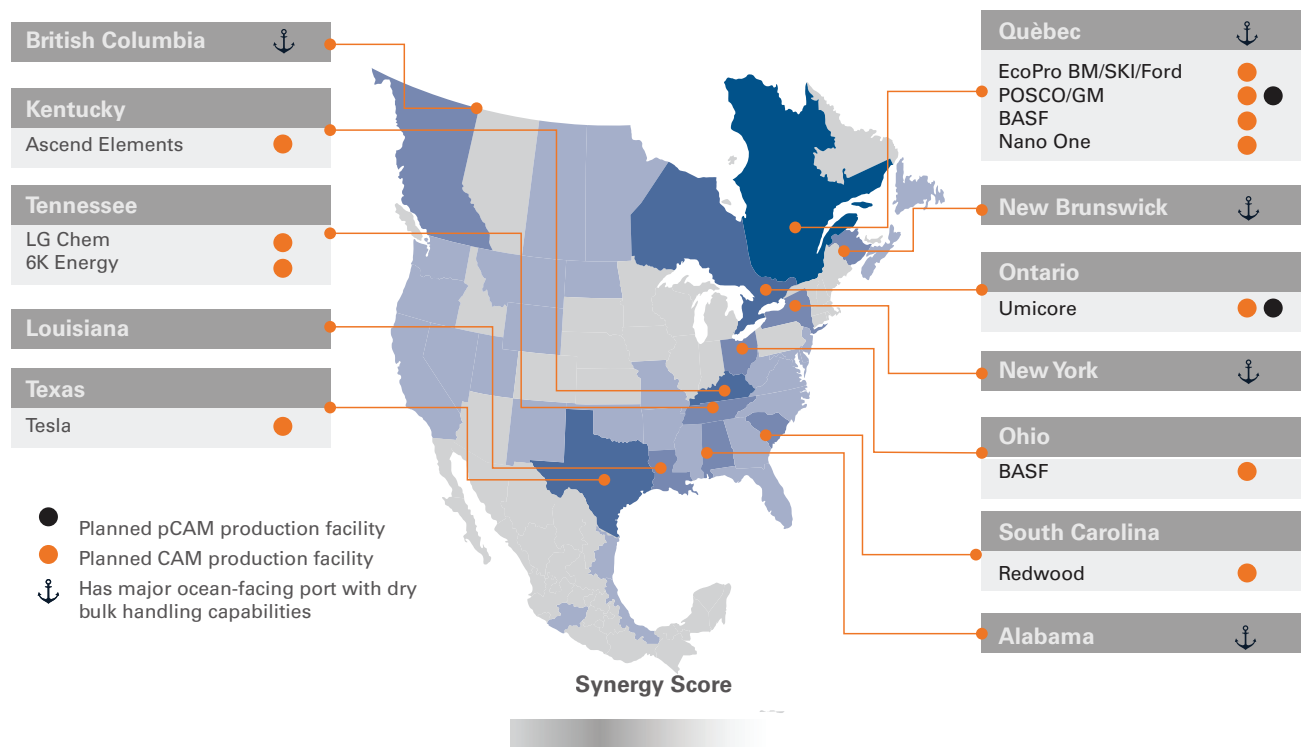 British Columbia
Kentucky
Ascend Elements
Tennessee
LG Chem
6K Energy
Louisiana
Texas
Tesla
Planned pCAM production facility
Planned CAM production facility
Has major ocean-facing port with dry
bulk handling capabilities
Synergy Score
Quèbec
EcoPro BM/SKI/Ford
POSCO/GM
BASF
Nano One
New Brunswick
Ontario
Umicore
New York
Ohio
BASF
South Carolina
Redwood
Alabama